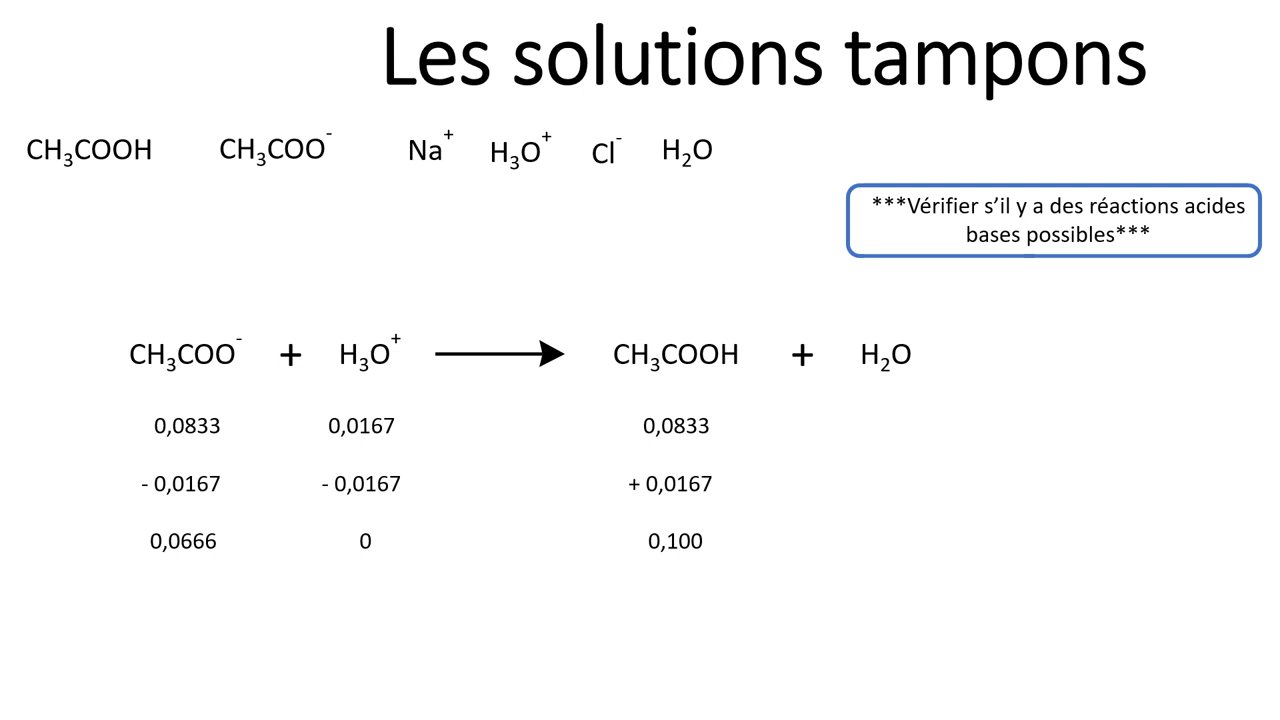 Les solutions tampons
CH₃COOH CH₃COO⁻ Na⁺ H₃O⁺ Cl⁻ H₂O
***Vérifier s’il y a des réactions acides
bases possibles***
CH₃COO⁻ + H₃O⁺ ⟶ CH₃COOH + H₂O
0,0833 0,0167 0,0833
- 0,0167 - 0,0167 + 0,0167
0,0666 0 0,100